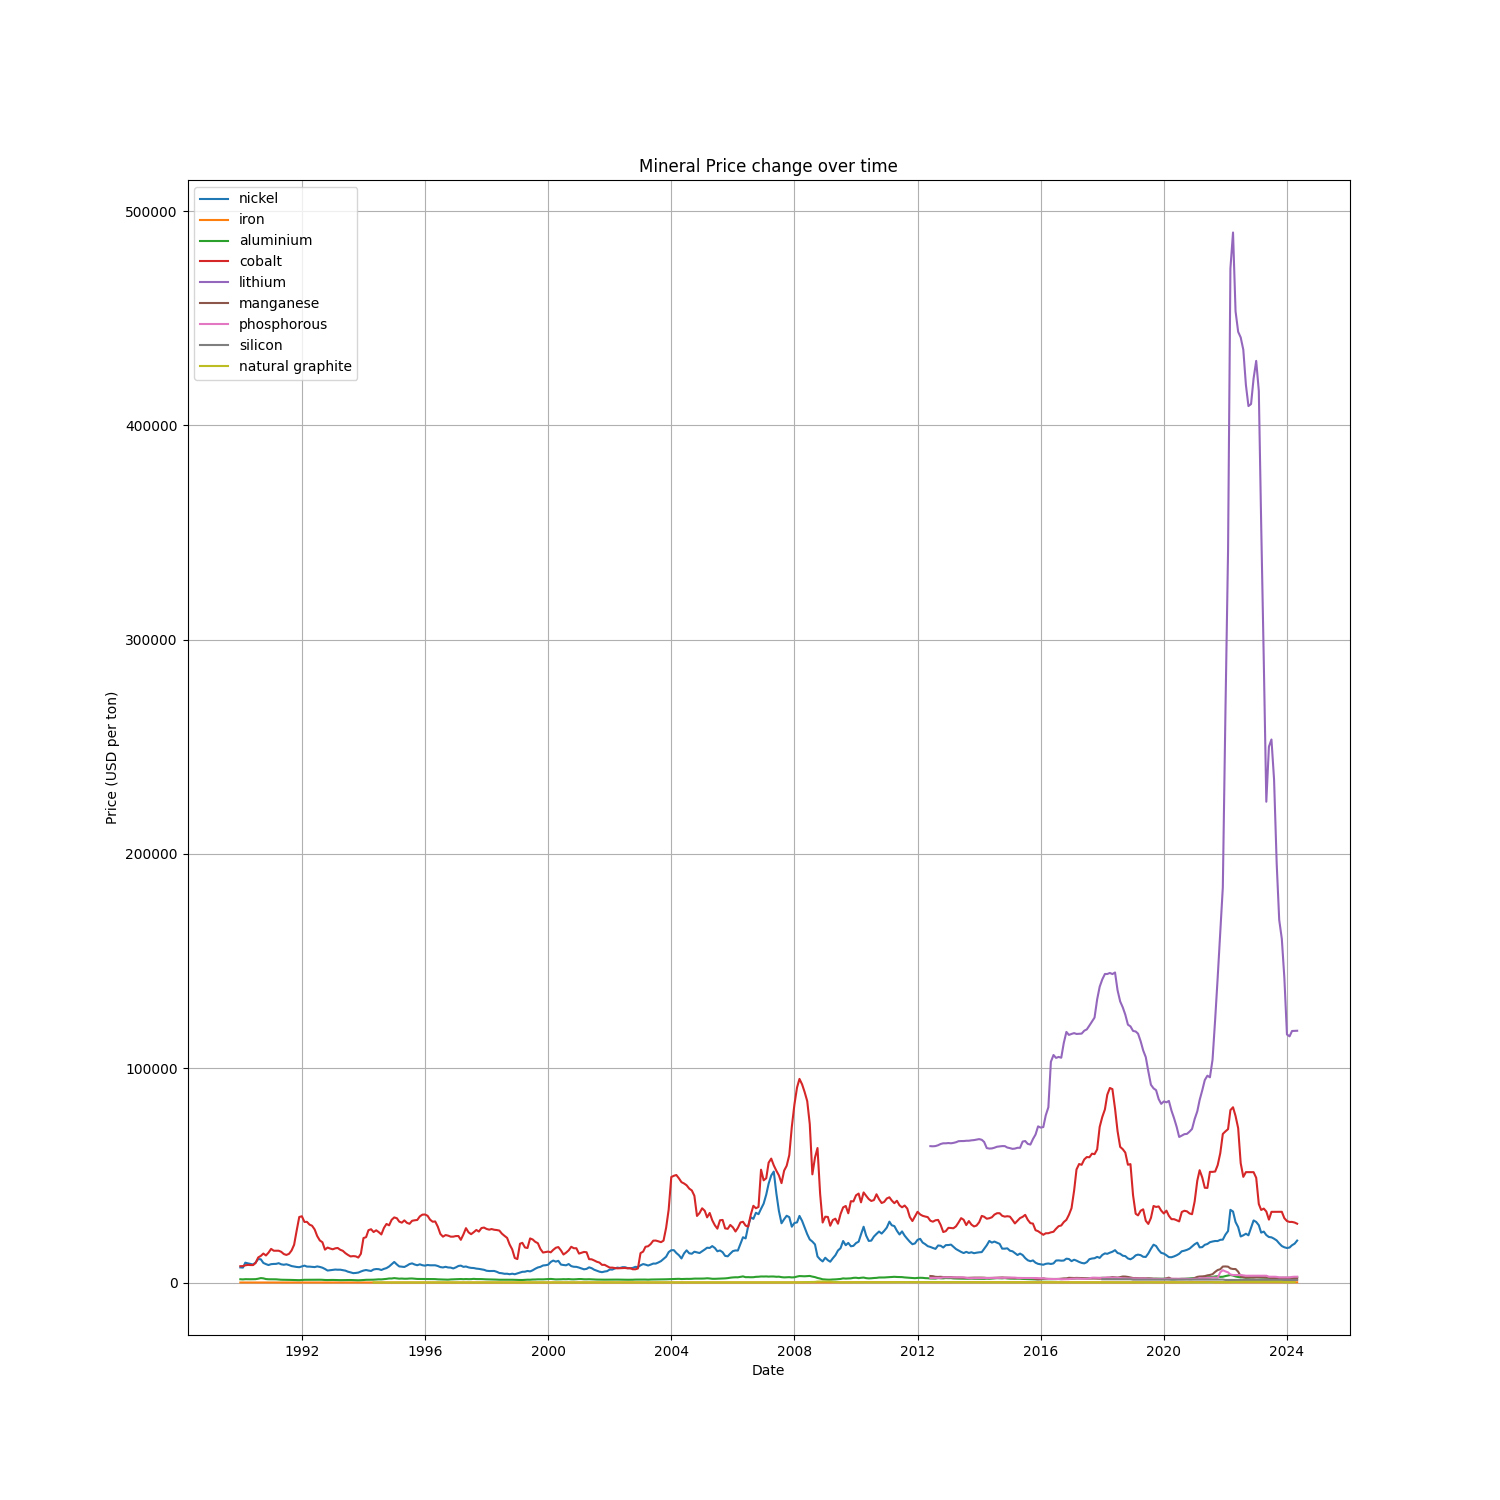 Mineral Price change over time
nickel
iron
aluminium
cobalt
lithium
manganese
phosphorous
silicon
natural graphite
500000
400000
300000
200000
100000
0
Price (USD per ton)
1992 1996 2000 2004 2008 2012 2016 2020 2024
Date